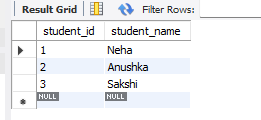 Result Grid Filter Rows:
student_id student_name
1 Neha
2 Anushka
3 Sakshi
NULL NULL